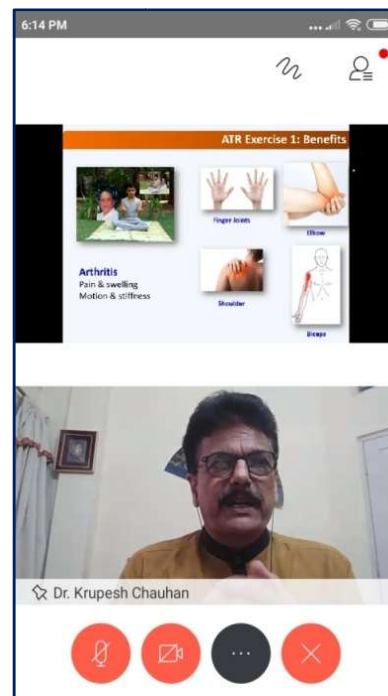 6:14 PM
ATR Exercise 1: Benefits
Finger Joints
Elbow
Arthritis
Pain & swelling
Motion & stiffness
Shoulder
Biceps
Dr. Krupesh Chauhan